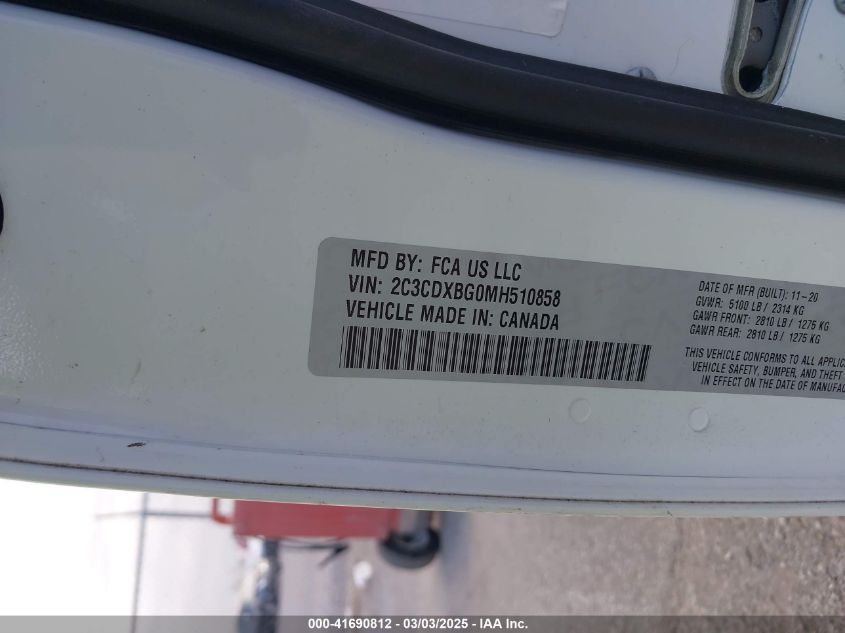 MFD BY: FCA US LLC
VIN: 2C3CDXBG0MH510858
VEHICLE MADE IN: CANADA
DATE OF MFR (BUILT): 11-20
GVWR: 5100 LB / 2314 KG
GAWR FRONT: 2810 LB / 1275 KG
GAWR REAR: 2810 LB / 1275 KG
THIS VEHICLE CONFORMS TO ALL APPLIC
VEHICLE SAFETY, BUMPER, AND THEFT
IN EFFECT ON THE DATE OF MANUFAC
000-41690812 - 03/03/2025 - IAA Inc.